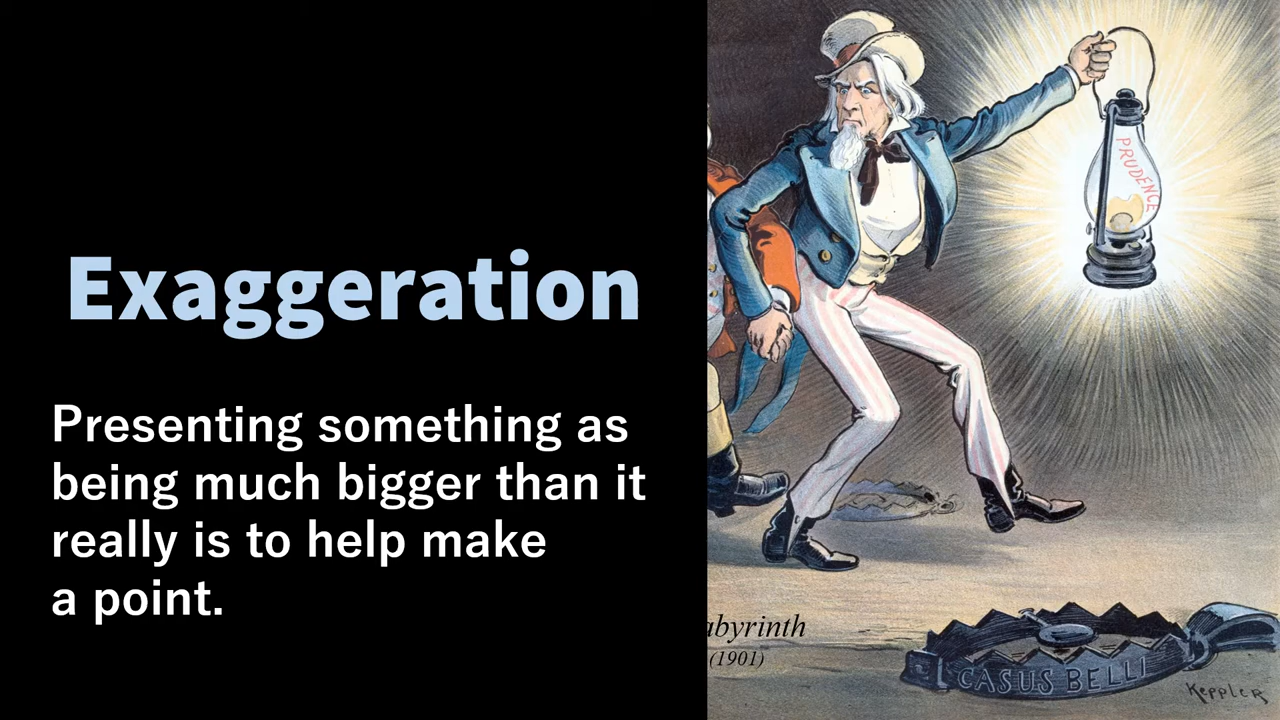 Exaggeration
Presenting something as
being much bigger than it
really is to help make
a point.
PRUDENCE
abyrinth
(1901)
CASUS BELLI
Keppler